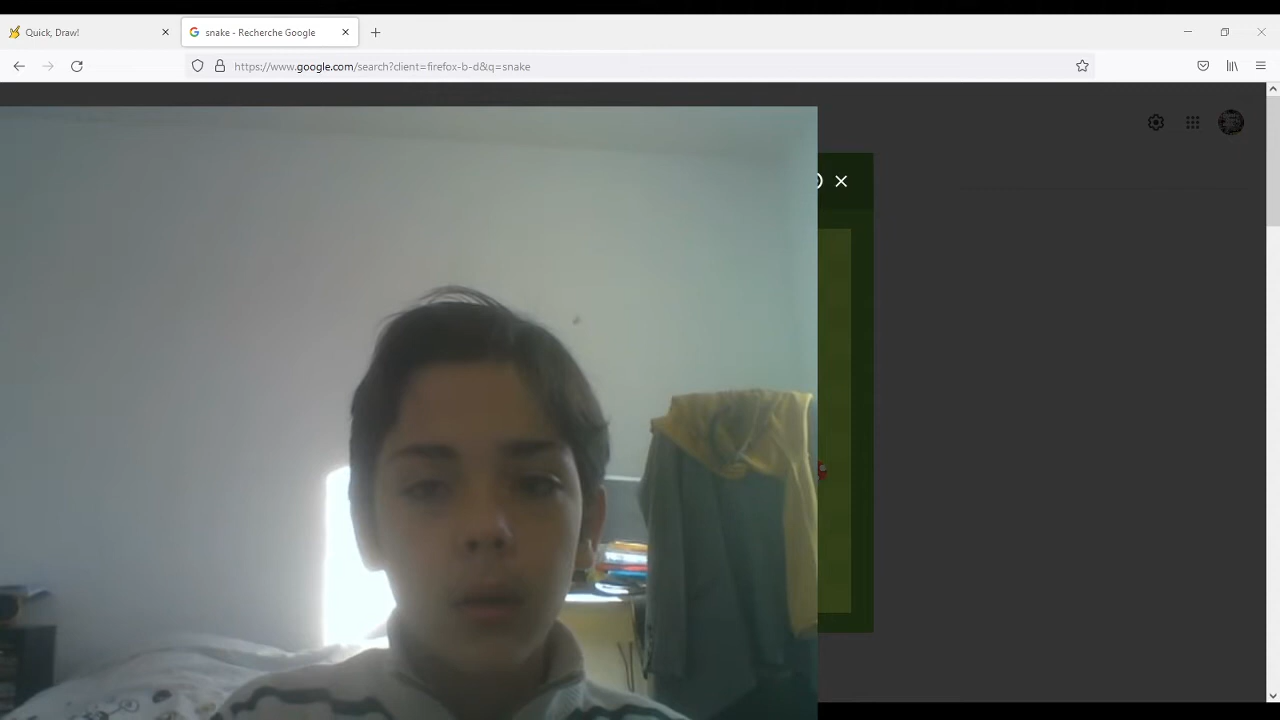 Quick, Draw!
snake - Recherche Google
https://www.google.com/search?client=firefox-b-d&q=snake